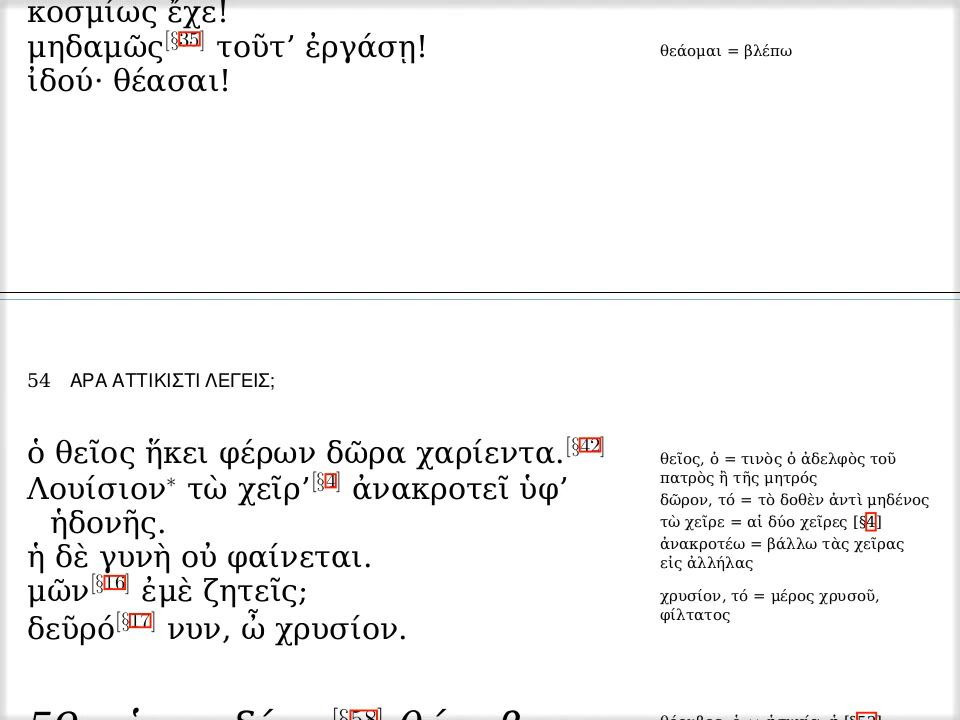 κοσμίως ἔχε!
μηδαμῶς[§35] τοῦτ’ ἐργάσῃ!
θεάομαι = βλέπω
ἰδού· θέασαι!
54 ΑΡΑ ΑΤΤΙΚΙΣΤΙ ΛΕΓΕΙΣ;
ὁ θεῖος ἥκει φέρων δῶρα χαρίεντα.[§42]
Λουίσιον* τὼ χεῖρ’[§4] ἀνακροτεῖ ὑφ’
ἡδονῆς.
ἡ δὲ γυνὴ οὐ φαίνεται.
μῶν[§16] ἐμὲ ζητεῖς;
δεῦρό[§17] νυν, ὦ χρυσίον.
θεῖος, ὁ = τινὸς ὁ ἀδελφὸς τοῦ
πατρὸς ἢ τῆς μητρός
δῶρον, τό = τὸ δοθὲν ἀντὶ μηδένος
τὼ χεῖρε = αἱ δύο χεῖρες [§4]
ἀνακροτέω = βάλλω τὰς χεῖρας
εἰς ἀλλήλας
χρυσίον, τό = μέρος χρυσοῦ,
φίλτατος
[§58]